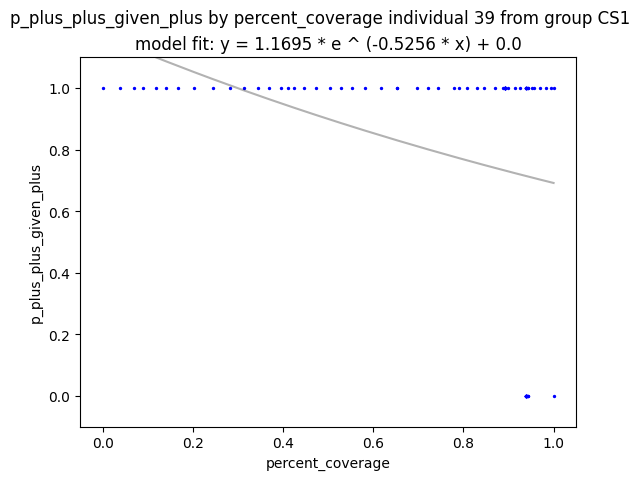 p_plus_plus_given_plus by percent_coverage individual 39 from group CS1
model fit: y = 1.1695 * e ^ (-0.5256 * x) + 0.0
1.0
0.8
0.6
0.4
0.2
0.0
p_plus_plus_given_plus
0.0 0.2 0.4 0.6 0.8 1.0
percent_coverage